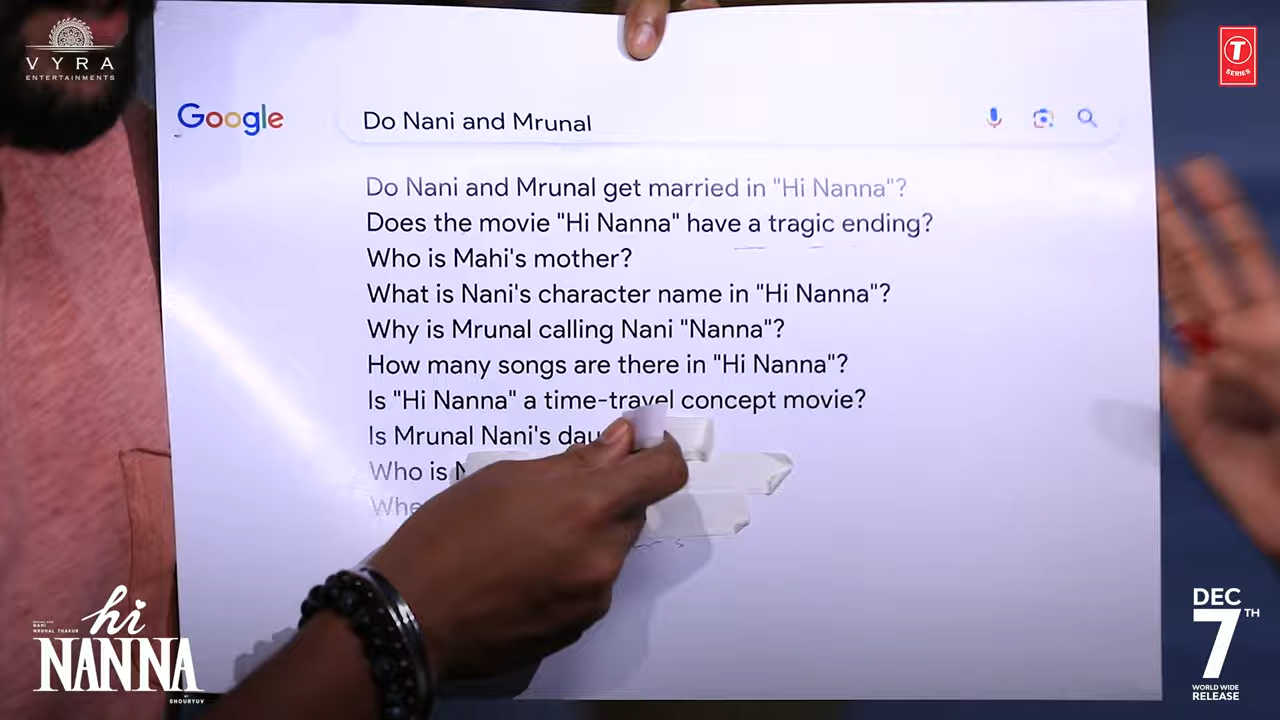 VYRA
ENTERTAINMENTS
T
SERIES
Google
Do Nani and Mrunal
Do Nani and Mrunal get married in "Hi Nanna"?
Does the movie "Hi Nanna" have a tragic ending?
Who is Mahi's mother?
What is Nani's character name in "Hi Nanna"?
Why is Mrunal calling Nani "Nanna"?
How many songs are there in "Hi Nanna"?
Is "Hi Nanna" a time-travel concept movie?
Is Mrunal Nani's
Who is
hi
NANNA
BY
SHOURYUV
DEC
7TH
WORLD WIDE
RELEASE